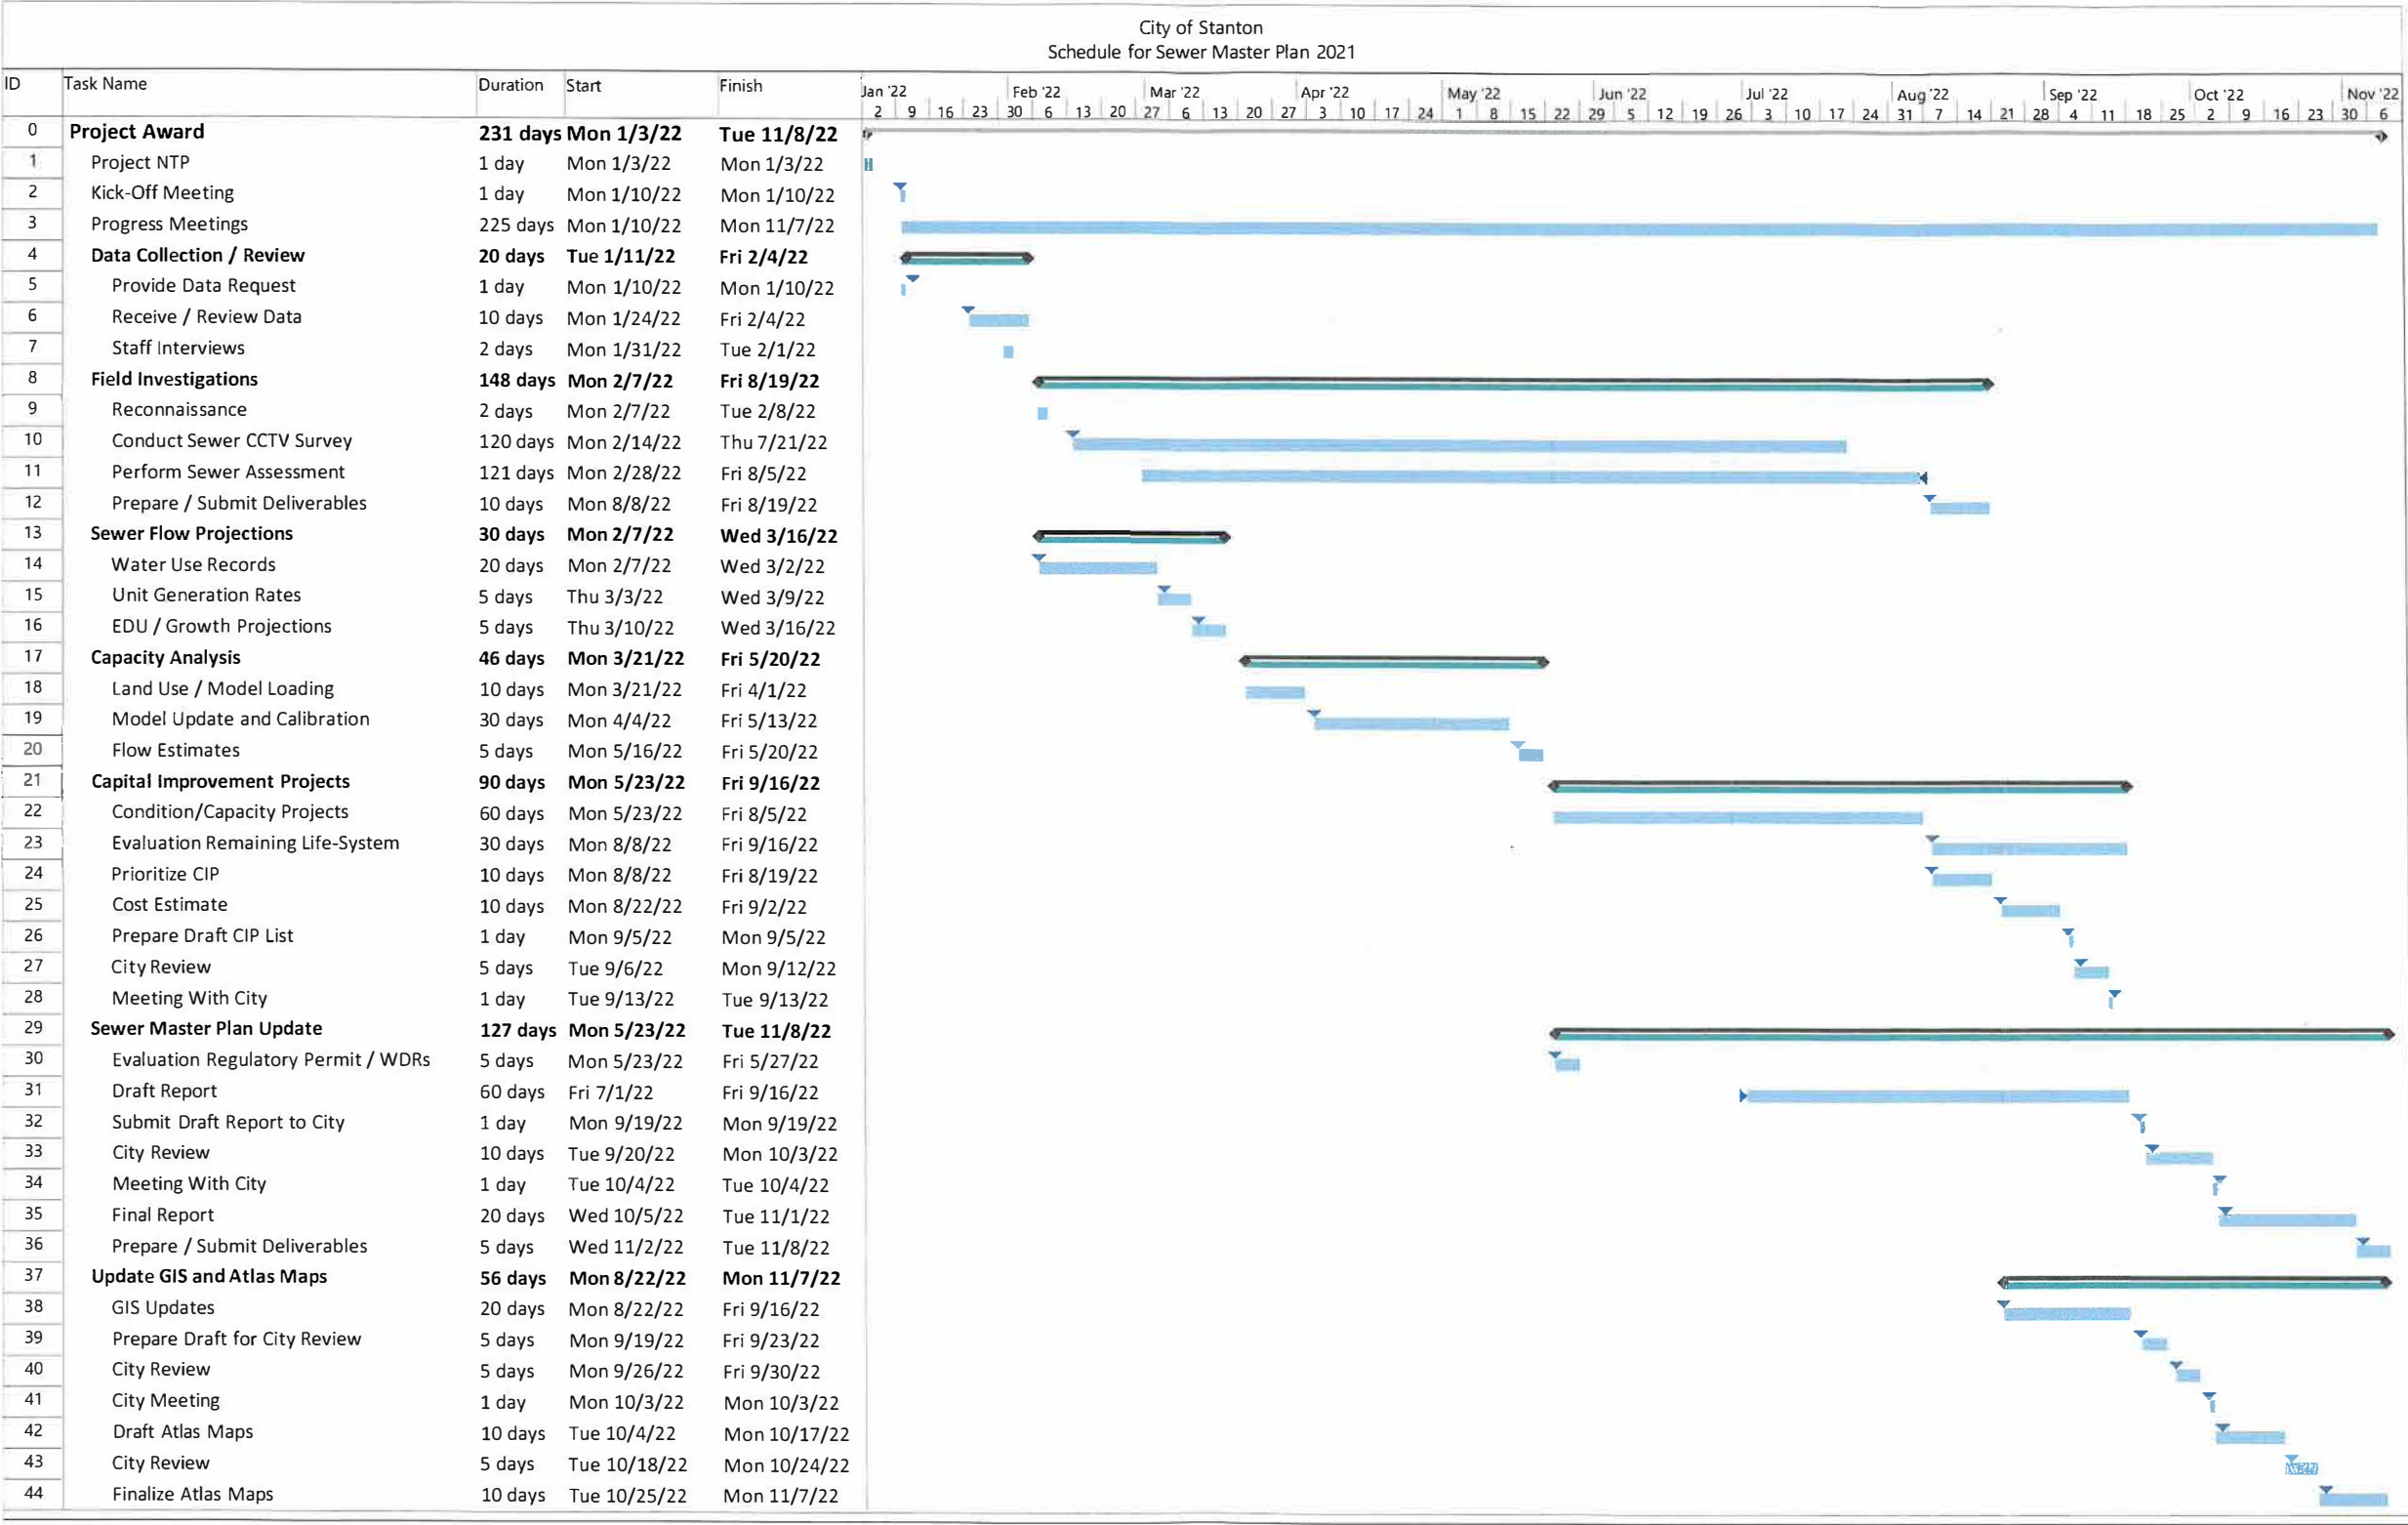 City of Stanton
Schedule for Sewer Master Plan 2021
ID Task Name Duration Start Finish Jan '22 Feb '22 Mar '22 Apr '22 May '22 Jun '22 Jul '22 Aug '22 Sep '22 Oct '22 Nov '22
2 9 16 23 30 6 13 20 27 6 13 20 27 3 10 17 24 1 8 15 22 29 5 12 19 26 3 10 17 24 31 7 14 21 28 4 11 18 25 2 9 16 23 30 6
0 Project Award 231 days Mon 1/3/22 Tue 11/8/22
1 Project NTP 1 day Mon 1/3/22 Mon 1/3/22
2 Kick-Off Meeting 1 day Mon 1/10/22 Mon 1/10/22
3 Progress Meetings 225 days Mon 1/10/22 Mon 11/7/22
4 Data Collection / Review 20 days Tue 1/11/22 Fri 2/4/22
5 Provide Data Request 1 day Mon 1/10/22 Mon 1/10/22
6 Receive / Review Data 10 days Mon 1/24/22 Fri 2/4/22
7 Staff Interviews 2 days Mon 1/31/22 Tue 2/1/22
8 Field Investigations 148 days Mon 2/7/22 Fri 8/19/22
9 Reconnaissance 2 days Mon 2/7/22 Tue 2/8/22
10 Conduct Sewer CCTV Survey 120 days Mon 2/14/22 Thu 7/21/22
11 Perform Sewer Assessment 121 days Mon 2/28/22 Fri 8/5/22
12 Prepare / Submit Deliverables 10 days Mon 8/8/22 Fri 8/19/22
13 Sewer Flow Projections 30 days Mon 2/7/22 Wed 3/16/22
14 Water Use Records 20 days Mon 2/7/22 Wed 3/2/22
15 Unit Generation Rates 5 days Thu 3/3/22 Wed 3/9/22
16 EDU / Growth Projections 5 days Thu 3/10/22 Wed 3/16/22
17 Capacity Analysis 46 days Mon 3/21/22 Fri 5/20/22
18 Land Use / Model Loading 10 days Mon 3/21/22 Fri 4/1/22
19 Model Update and Calibration 30 days Mon 4/4/22 Fri 5/13/22
20 Flow Estimates 5 days Mon 5/16/22 Fri 5/20/22
21 Capital Improvement Projects 90 days Mon 5/23/22 Fri 9/16/22
22 Condition/Capacity Projects 60 days Mon 5/23/22 Fri 8/5/22
23 Evaluation Remaining Life-System 30 days Mon 8/8/22 Fri 9/16/22
24 Prioritize CIP 10 days Mon 8/8/22 Fri 8/19/22
25 Cost Estimate 10 days Mon 8/22/22 Fri 9/2/22
26 Prepare Draft CIP List 1 day Mon 9/5/22 Mon 9/5/22
27 City Review 5 days Tue 9/6/22 Mon 9/12/22
28 Meeting With City 1 day Tue 9/13/22 Tue 9/13/22
29 Sewer Master Plan Update 127 days Mon 5/23/22 Tue 11/8/22
30 Evaluation Regulatory Permit / WDRs 5 days Mon 5/23/22 Fri 5/27/22
31 Draft Report 60 days Fri 7/1/22 Fri 9/16/22
32 Submit Draft Report to City 1 day Mon 9/19/22 Mon 9/19/22
33 City Review 10 days Tue 9/20/22 Mon 10/3/22
34 Meeting With City 1 day Tue 10/4/22 Tue 10/4/22
35 Final Report 20 days Wed 10/5/22 Tue 11/1/22
36 Prepare / Submit Deliverables 5 days Wed 11/2/22 Tue 11/8/22
37 Update GIS and Atlas Maps 56 days Mon 8/22/22 Mon 11/7/22
38 GIS Updates 20 days Mon 8/22/22 Fri 9/16/22
39 Prepare Draft for City Review 5 days Mon 9/19/22 Fri 9/23/22
40 City Review 5 days Mon 9/26/22 Fri 9/30/22
41 City Meeting 1 day Mon 10/3/22 Mon 10/3/22
42 Draft Atlas Maps 10 days Tue 10/4/22 Mon 10/17/22
43 City Review 5 days Tue 10/18/22 Mon 10/24/22
44 Finalize Atlas Maps 10 days Tue 10/25/22 Mon 11/7/22